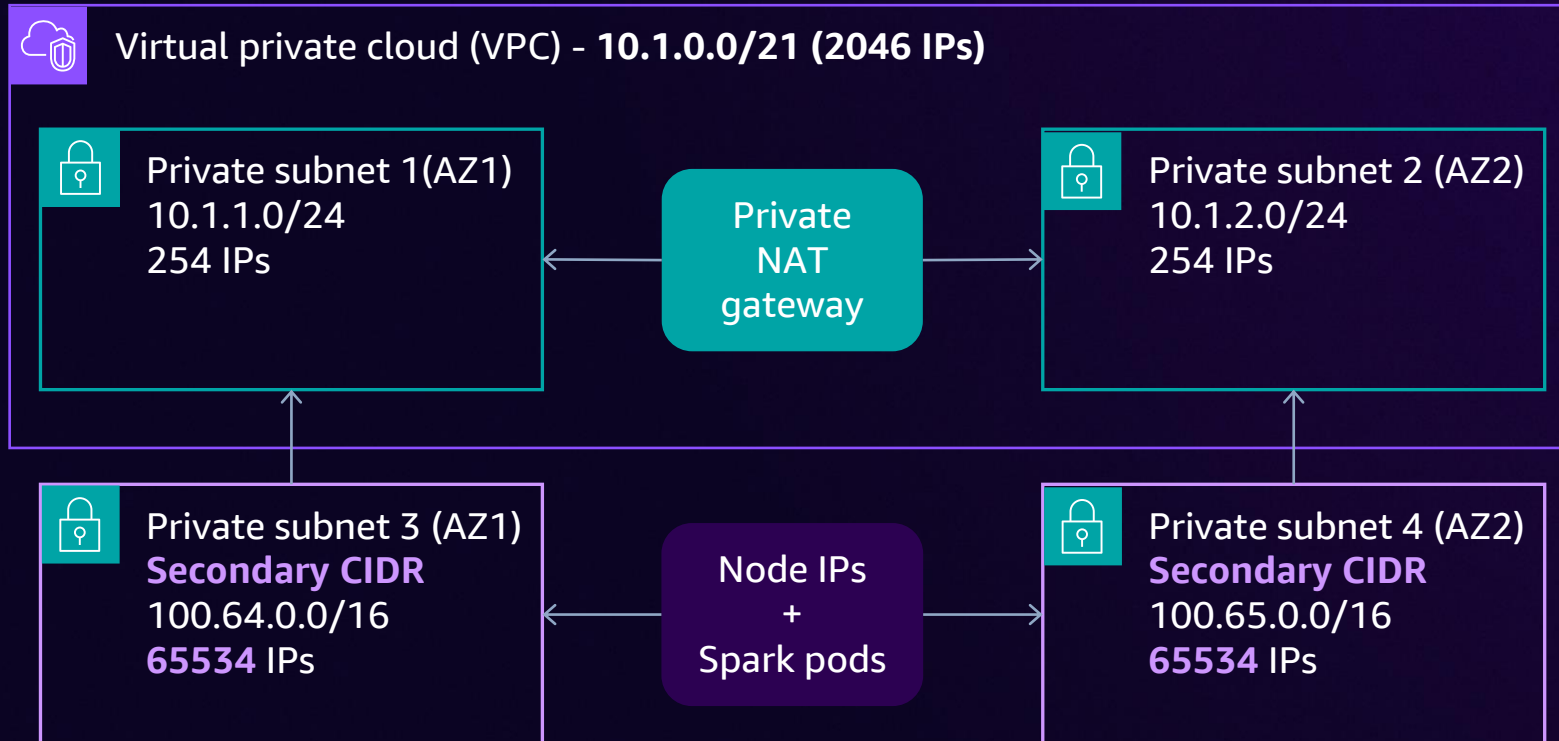 Virtual private cloud (VPC) - 10.1.0.0/21 (2046 IPs)
Private subnet 1(AZ1)
10.1.1.0/24
254 IPs
Private
NAT
gateway
Private subnet 2 (AZ2)
10.1.2.0/24
254 IPs
Private subnet 3 (AZ1)
Secondary CIDR
100.64.0.0/16
65534 IPs
Node IPs
+
Spark pods
Private subnet 4 (AZ2)
Secondary CIDR
100.65.0.0/16
65534 IPs